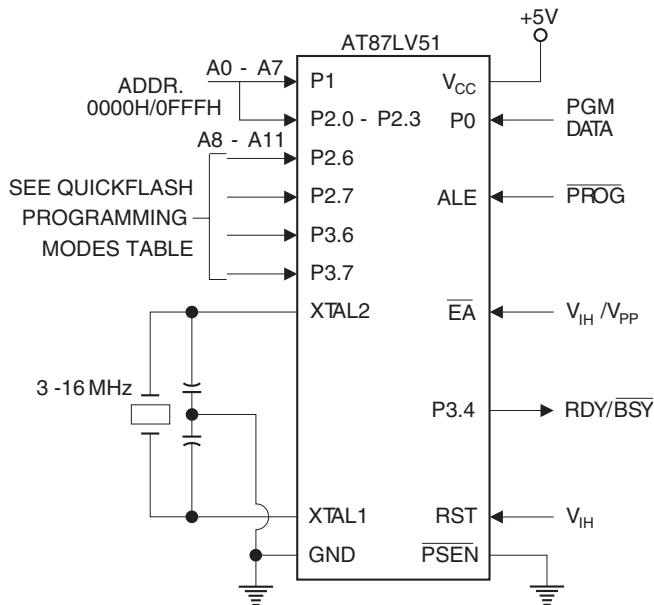 +5V
AT87LV51
A0 - A7
ADDR.
0000H/0FFFH
P1
VCC
P2.0 - P2.3
P0
PGM
DATA
A8 - A11
P2.6
SEE QUICKFLASH
PROGRAMMING
MODES TABLE
P2.7
ALE
PROG
P3.6
P3.7
XTAL2
EA
VIH /VPP
3 -16 MHz
P3.4
RDY/BSY
XTAL1
RST
VIH
GND
PSEN